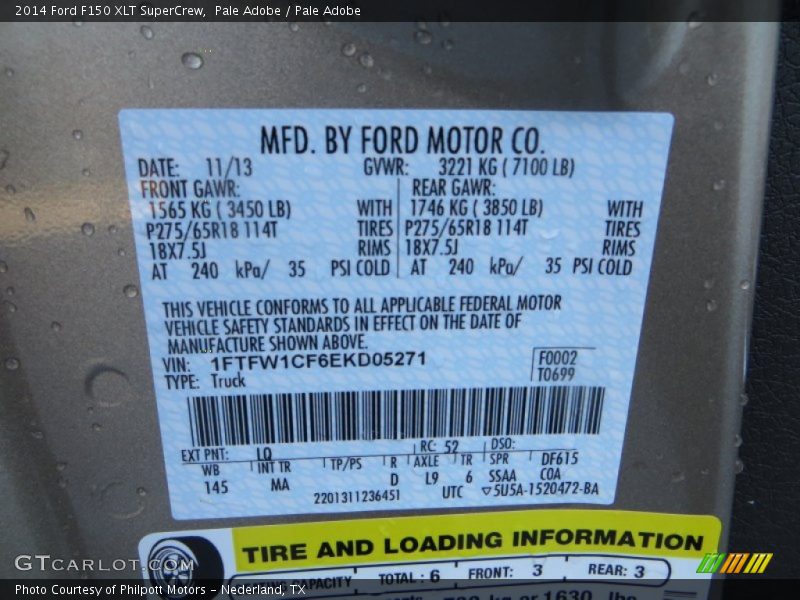 2014 Ford F150 XLT SuperCrew,  Pale Adobe / Pale Adobe
MFD. BY FORD MOTOR CO.
DATE: 11/13 GVWR: 3221 KG ( 7100 LB)
FRONT GAWR: REAR GAWR:
1565 KG ( 3450 LB) WITH 1746 KG ( 3850 LB) WITH
P275/65R18 114T TIRES P275/65R18 114T TIRES
18X7.5J RIMS 18X7.5J RIMS
AT 240 kPa/ 35 PSI COLD AT 240 kPa/ 35 PSI COLD
THIS VEHICLE CONFORMS TO ALL APPLICABLE FEDERAL MOTOR
VEHICLE SAFETY STANDARDS IN EFFECT ON THE DATE OF
MANUFACTURE SHOWN ABOVE.
VIN: 1FTFW1CF6EKD05271 F0002
TYPE: Truck T0699
EXT PNT: LQ RC: 52 DSO:
WB INT TR TP/PS R AXLE TR SPR DF615
145 MA D L9 6 SSAA COA
2201311236451 UTC ▽5U5A-1520472-BA
TIRE AND LOADING INFORMATION
CAPACITY TOTAL : 6 FRONT: 3 REAR: 3
kg or 1630 lbs
GTCARLOT.COM
Photo Courtesy of Philpott Motors - Nederland, TX